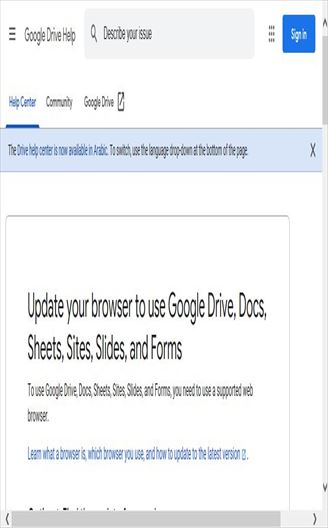 Google Drive Help
Describe your issue
Sign in
Help Center
Community
Google Drive
The Drive help center is now available in Arabic. To switch, use the language drop-down at the bottom of the page.
Update your browser to use Google Drive, Docs,
Sheets, Sites, Slides, and Forms
To use Google Drive, Docs, Sheets, Sites, Slides, and Forms, you need to use a supported web
browser.
Learn what a browser is, which browser you use, and how to update to the latest version.